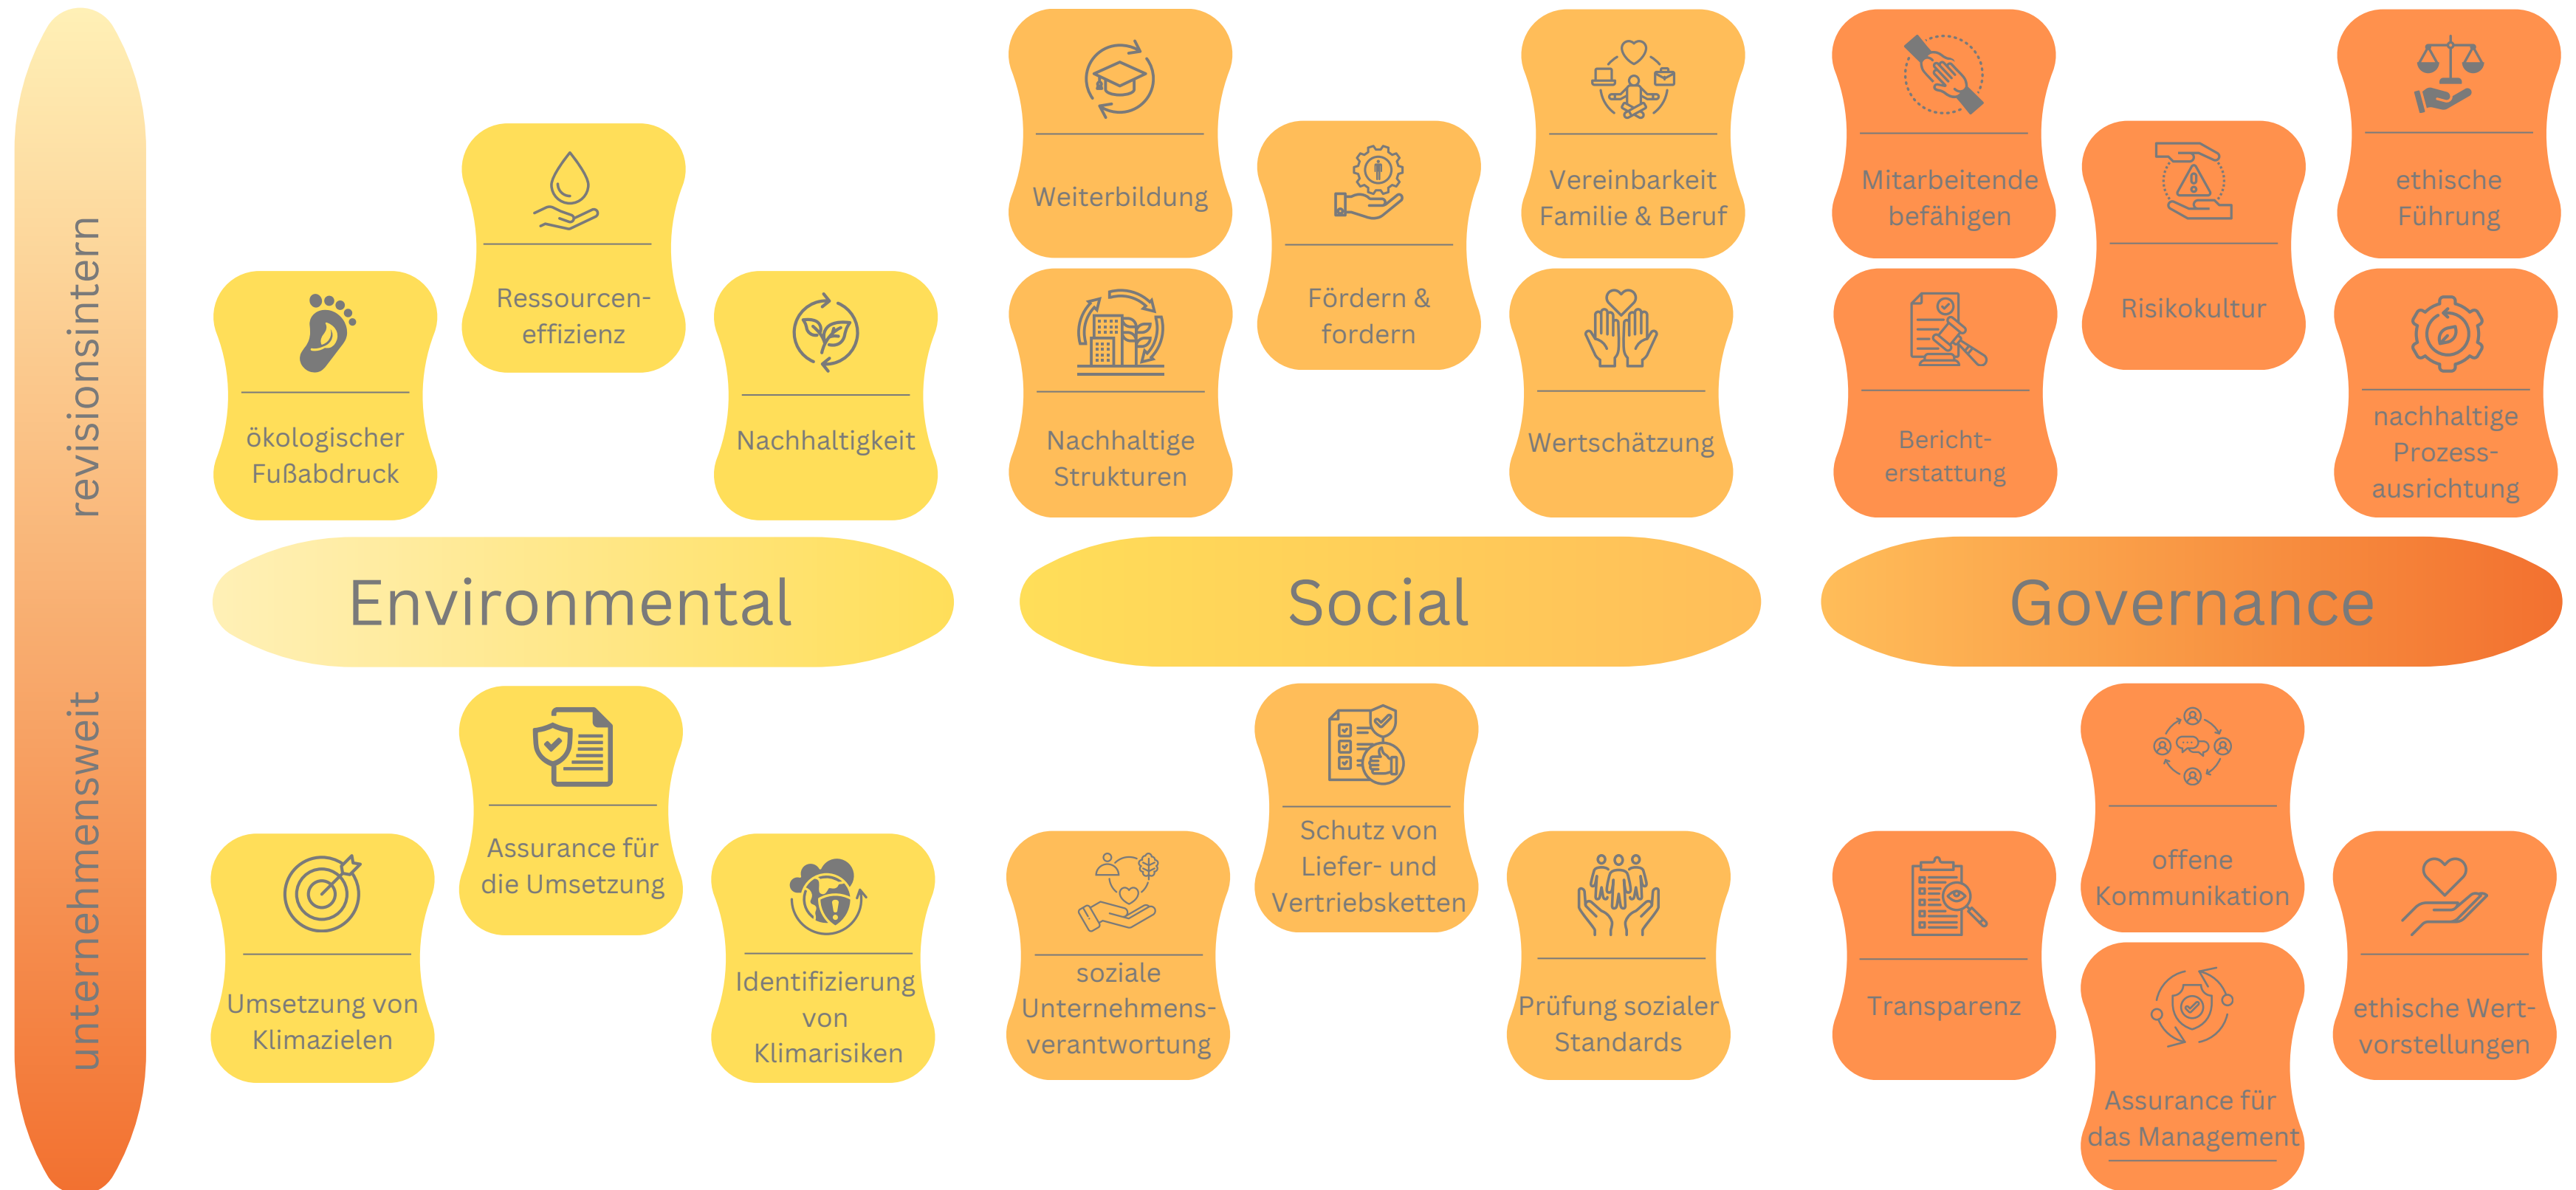 revisionsintern
unternehmensweit
ökologischer
Fußabdruck
Ressourcen-
effizienz
Nachhaltigkeit
Weiterbildung
Nachhaltige
Strukturen
Fördern &
fordern
Vereinbarkeit
Familie & Beruf
Wertschätzung
Mitarbeitende
befähigen
Bericht-
erstattung
Risikokultur
ethische
Führung
nachhaltige
Prozess-
ausrichtung
Environmental
Social
Governance
Umsetzung von
Klimazielen
Assurance für
die Umsetzung
Identifizierung
von
Klimarisiken
soziale
Unternehmens-
verantwortung
Schutz von
Liefer- und
Vertriebsketten
Prüfung sozialer
Standards
Transparenz
offene
Kommunikation
Assurance für
das Management
ethische Wert-
vorstellungen